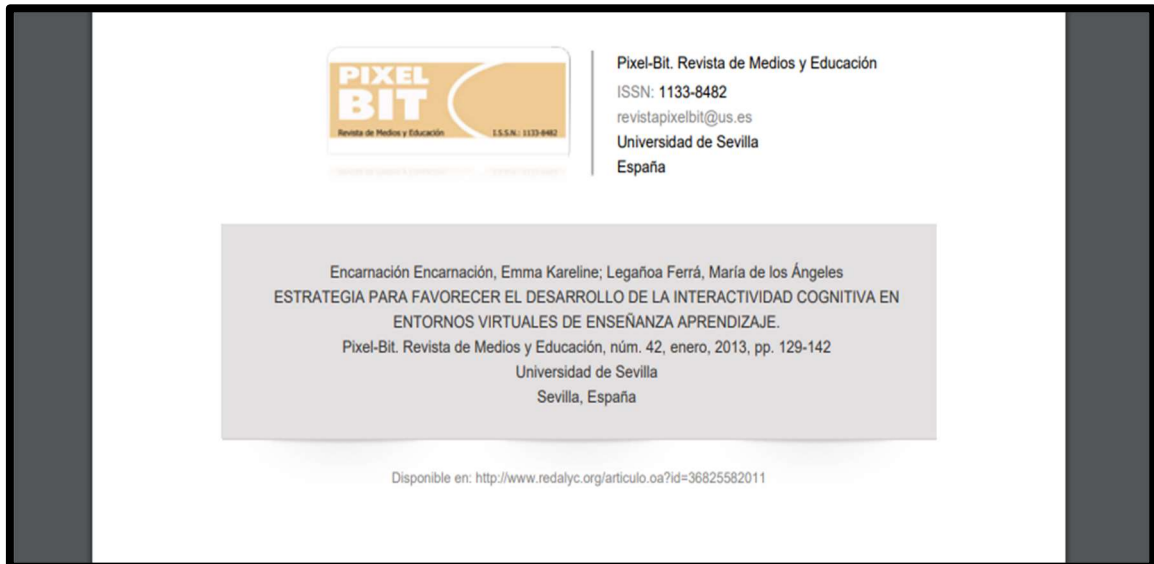 PIXEL
BIT
Revista de Medios y Educación
I.S.S.N.: 1133-8482
Pixel-Bit. Revista de Medios y Educación
ISSN: 1133-8482
revistapixelbit@us.es
Universidad de Sevilla
España
Encarnación Encarnación, Emma Kareline; Legañoa Ferrá, María de los Ángeles
ESTRATEGIA PARA FAVORECER EL DESARROLLO DE LA INTERACTIVIDAD COGNITIVA EN
ENTORNOS VIRTUALES DE ENSEÑANZA APRENDIZAJE.
Pixel-Bit. Revista de Medios y Educación, núm. 42, enero, 2013, pp. 129-142
Universidad de Sevilla
Sevilla, España
Disponible en: http://www.redalyc.org/articulo.oa?id=36825582011